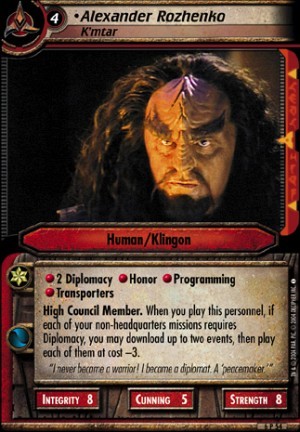 4
•Alexander Rozhenko
K'mtar
Human/Klingon
2 Diplomacy Honor Programming
Transporters
High Council Member. When you play this personnel, if
each of your non-headquarters missions requires
Diplomacy, you may download up to two events, then play
each of them at cost –3.
"I never became a warrior! I became a diplomat. A 'peacemaker.'"
INTEGRITY 8 CUNNING 5 STRENGTH 8